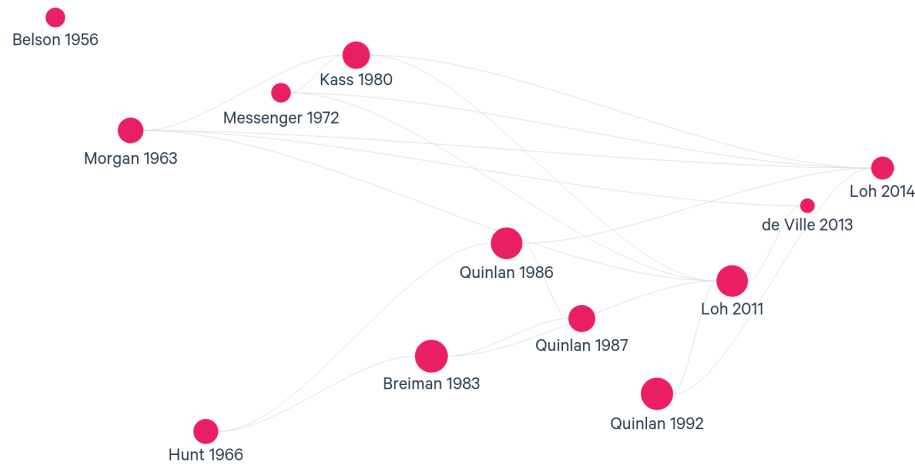 Belson 1956
Kass 1980
Messenger 1972
Morgan 1963
Loh 2014
de Ville 2013
Quinlan 1986
Loh 2011
Quinlan 1987
Breiman 1983
Quinlan 1992
Hunt 1966